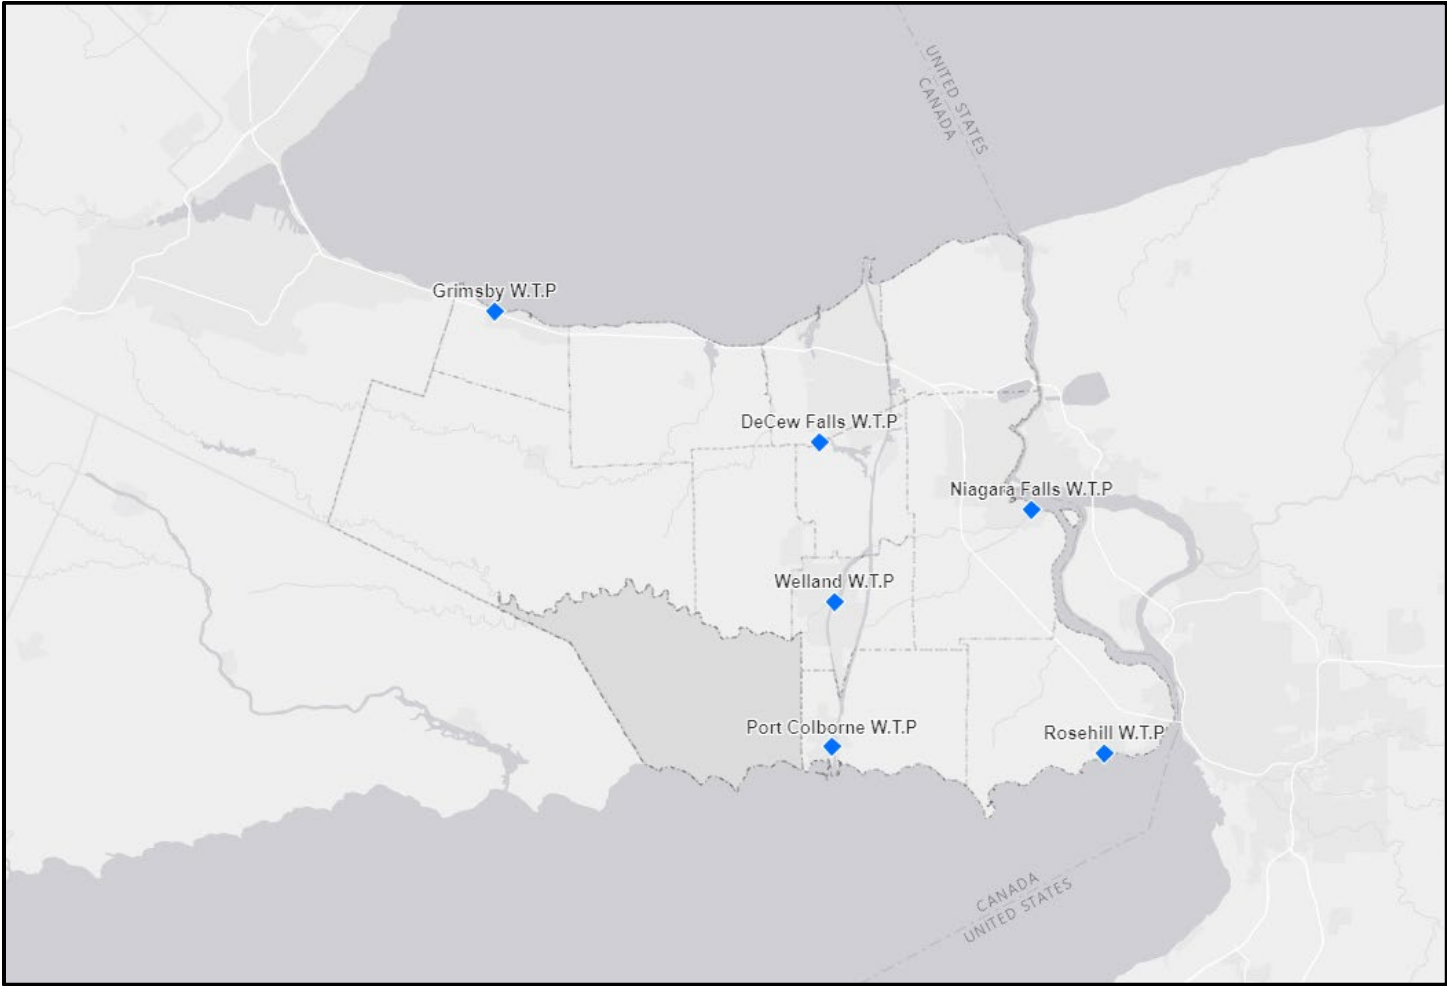 UNITED STATES
CANADA
Grimsby W.T.P
DeCew Falls W.T.P
Niagara Falls W.T.P
Welland W.T.P
Port Colborne W.T.P
Rosehill W.T.P
CANADA
UNITED STATES